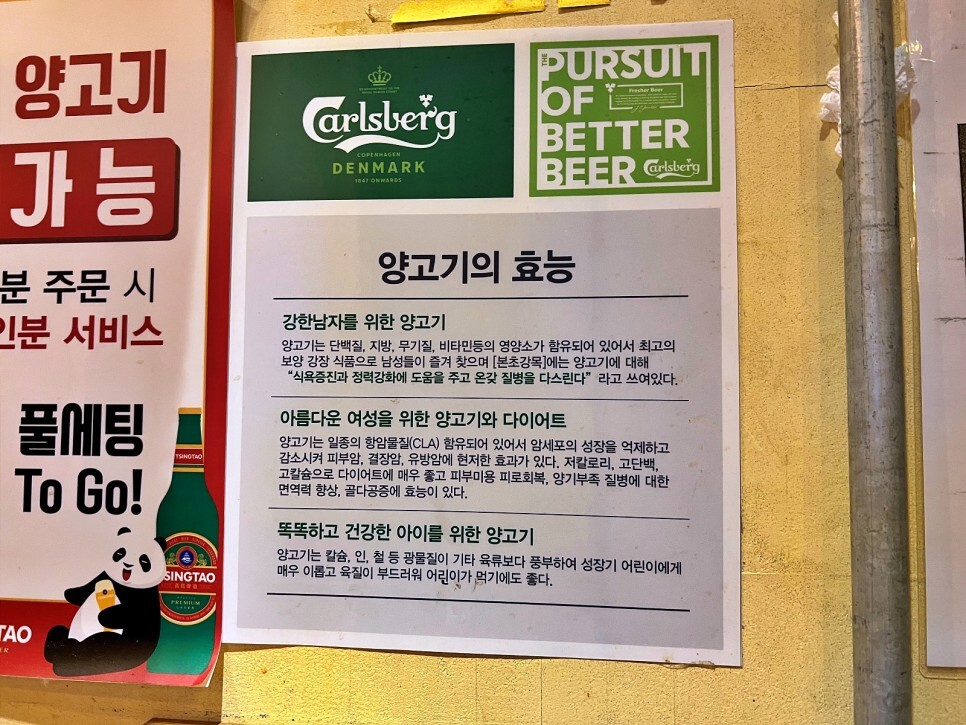 양고기
가능
분 주문 시
인분 서비스
풀세팅
To Go!
TSINGTAO
TSINGTAO
PREMIUM
LAGER
TAO
Carlsberg
COPENHAGEN
DENMARK
1847 ONWARDS
THE
PURSUIT
OF
Fresher Beer
BETTER
BEER
Carlsberg
양고기의 효능
강한남자를 위한 양고기
양고기는 단백질, 지방, 무기질, 비타민등의 영양소가 함유되어 있어서 최고의
보양 강장 식품으로 남성들이 즐겨 찾으며 [본초강목]에는 양고기에 대해
“식욕증진과 정력강화에 도움을 주고 온갖 질병을 다스린다” 라고 쓰여있다.
아름다운 여성을 위한 양고기와 다이어트
양고기는 일종의 항암물질(CLA) 함유되어 있어서 암세포의 성장을 억제하고
감소시켜 피부암, 결장암, 유방암에 현저한 효과가 있다. 저칼로리, 고단백,
고칼슘으로 다이어트에 매우 좋고 피부미용 피로회복, 양기부족 질병에 대한
면역력 향상, 골다공증에 효능이 있다.
똑똑하고 건강한 아이를 위한 양고기
양고기는 칼슘, 인, 철 등 광물질이 기타 육류보다 풍부하여 성장기 어린이에게
매우 이롭고 육질이 부드러워 어린이가 먹기에도 좋다.